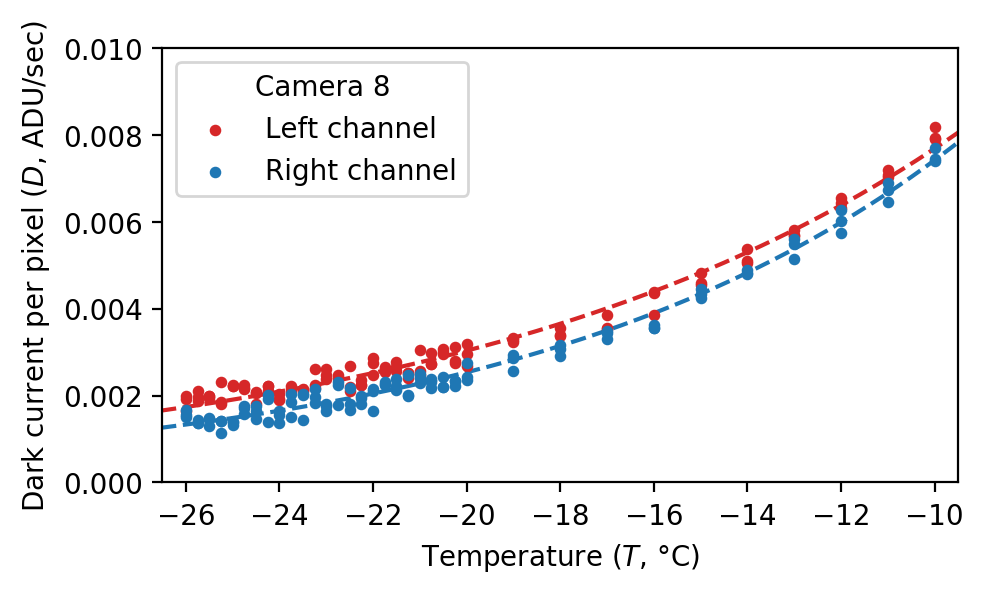 Camera 8
Left channel
Right channel
0.010
0.008
0.006
0.004
0.002
0.000
Dark current per pixel (D, ADU/sec)
−26 −24 −22 −20 −18 −16 −14 −12 −10
Temperature (T, °C)